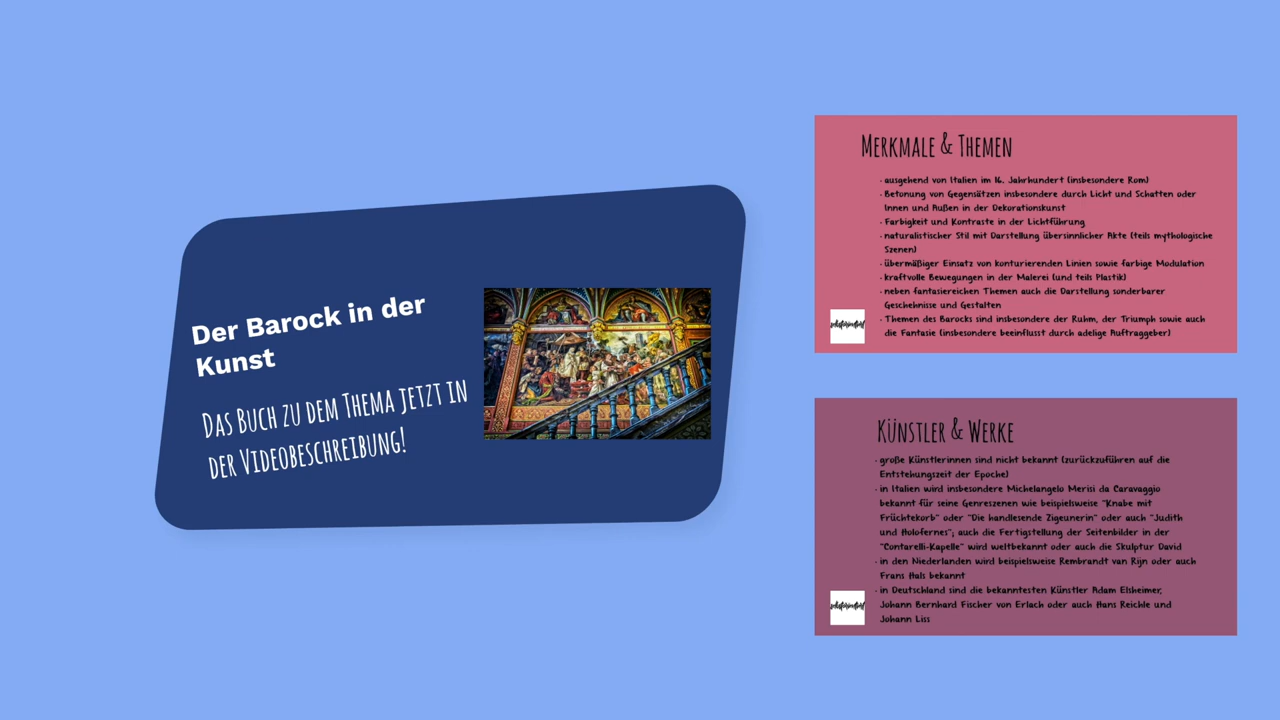 Der Barock in der
Kunst
Das Buch zu dem Thema jetzt in
der Videobeschreibung!
Merkmale & Themen
· ausgehend von Italien im 16. Jahrhundert (insbesondere Rom)
· Betonung von Gegensätzen insbesondere durch Licht und Schatten oder
Innen und Außen in der Dekorationskunst
· Farbigkeit und Kontraste in der Lichtführung
· naturalistischer Stil mit Darstellung übersinnlicher Akte (teils mythologische
Szenen)
· übermäßiger Einsatz von konturierenden Linien sowie farbige Modulation
· kraftvolle Bewegungen in der Malerei (und teils Plastik)
· neben fantasiereichen Themen auch die Darstellung sonderbarer
Geschehnisse und Gestalten
· Themen des Barocks sind insbesondere der Ruhm, der Triumph sowie auch
die Fantasie (insbesondere beeinflusst durch adelige Auftraggeber)
Künstler & Werke
· große Künstlerinnen sind nicht bekannt (zurückzuführen auf die
Entstehungszeit der Epoche)
· in Italien wird insbesondere Michelangelo Merisi da Caravaggio
bekannt für seine Genreszenen wie beispielsweise "Knabe mit
Früchtekorb" oder "Die handlesende Zigeunerin" oder auch "Judith
und Holofernes"; auch die Fertigstellung der Seitenbilder in der
"Contarelli-Kapelle" wird weltbekannt oder auch die Skulptur David
· in den Niederlanden wird beispielsweise Rembrandt van Rijn oder auch
Frans Hals bekannt
· in Deutschland sind die bekanntesten Künstler Adam Elsheimer,
Johann Bernhard Fischer von Erlach oder auch Hans Reichle und
Johann Liss